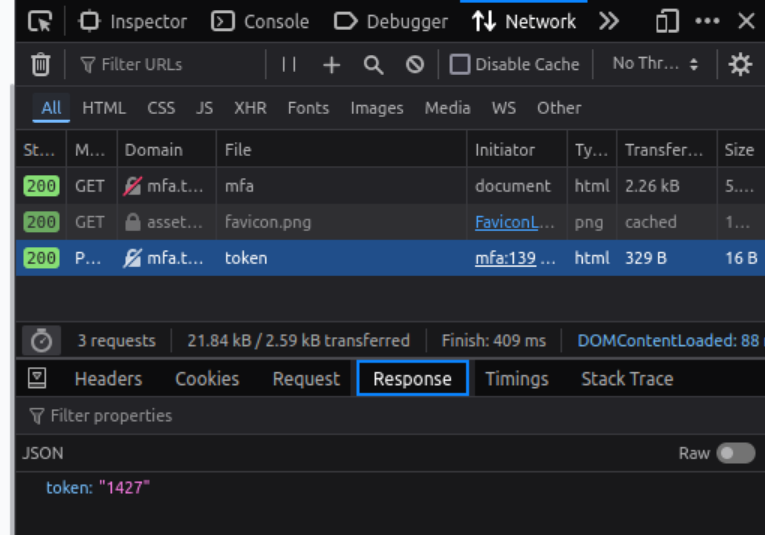 Inspector Console Debugger Network
Filter URLs Disable Cache No Thr...
All HTML CSS JS XHR Fonts Images Media WS Other
St... M... Domain File Initiator Ty... Transfer... Size
200 GET mfa.t... mfa document html 2.26 kB 5....
200 GET asset... favicon.png FaviconL... png cached 1...
200 P... mfa.t... token mfa:139 ... html 329 B 16 B
3 requests 21.84 kB / 2.59 kB transferred Finish: 409 ms DOMContentLoaded: 88
Headers Cookies Request Response Timings Stack Trace
Filter properties
JSON Raw
token: "1427"